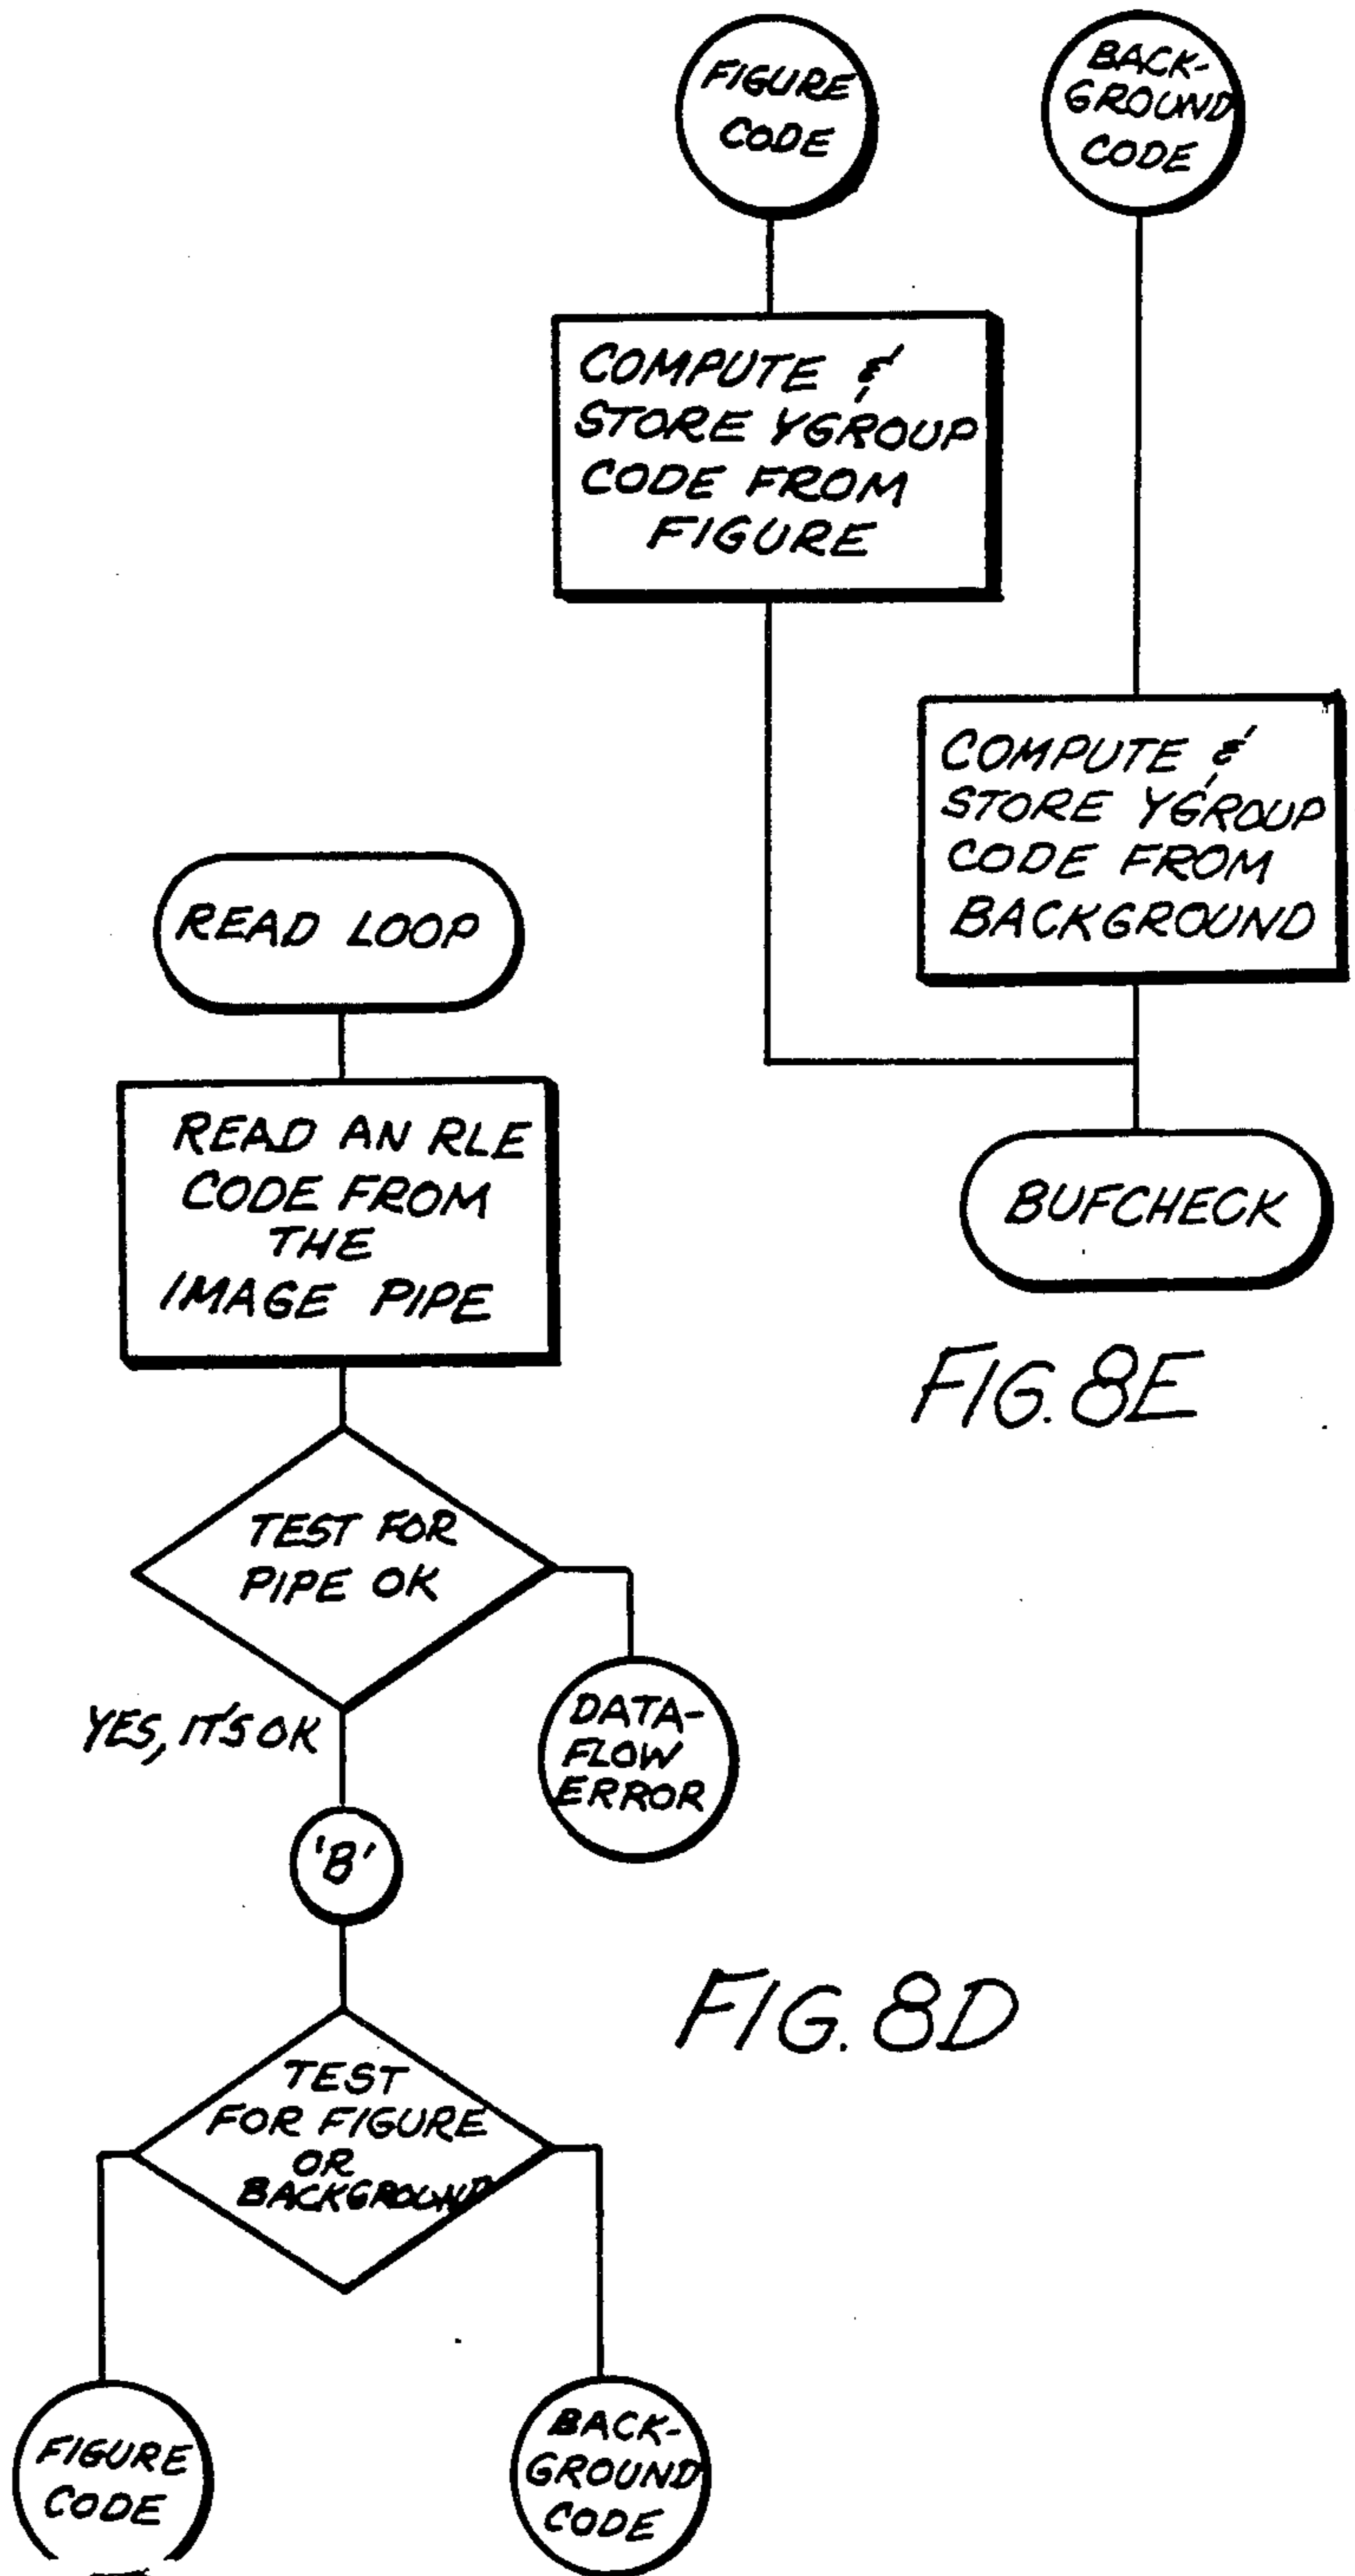 FIGURE
CODE
BACK-
GROUND
CODE
COMPUTE &
STORE YGROUP
CODE FROM
FIGURE
COMPUTE &
STORE YGROUP
CODE FROM
BACKGROUND
BUFCHECK
FIG. 8E
READ LOOP
READ AN RLE
CODE FROM
THE
IMAGE PIPE
TEST FOR
PIPE OK
YES, IT'S OK
DATA-
FLOW
ERROR
'B'
TEST
FOR FIGURE
OR
BACKGROUND
FIGURE
CODE
BACK-
GROUND
CODE
FIG. 8D